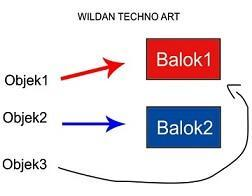 WILDAN TECHNO ART
Balok1
Objek1
Objek2
Balok2
Objek3